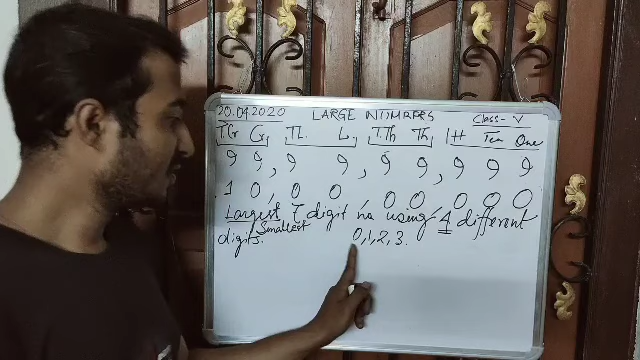 20.04.2020 LARGE NUMBERS Class - V
T.Cr Cr, TL L, T.Th Th, H Ten One
9 9, 9 9, 9 9, 9 9 9
1 0, 0 0, 0 0, 0 0 0
Largest 7 digit no using 4 different
Smallest
digits. 0,1,2,3.